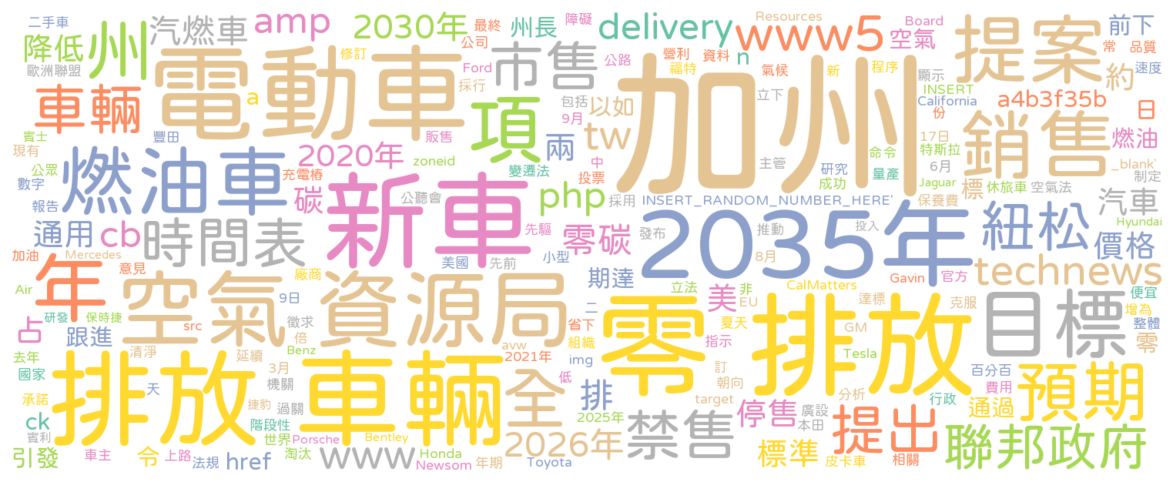 二手車 汽燃車 amp 2030年 州長 障礙 delivery www5 Resources Board 空氣 提案 前下
降低 州 電動車 修訂 最終 公司 市售 公路 n 營利 資料 加州 顯示 約 常 品質
歐洲聯盟 Ford 採行 福特 氣候 新 程序 INSERT California 速度
車輛 a 項 包括 以如 立下 a4b3f35b 日
賓士 豐田 販售 9月 tw 份 銷售 燃油
現有 燃油車 2020年 zoneid 兩 中 主管 研究 命令 17日 特斯拉 _blank'
公眾 充電樁 新車 變遷法 投票 成功 量產 6月 標 制定
數字 碳 php 採用 INSERT_RANDOM_NUMBER_HERE' Jaguar 休旅車 空氣法
報告 公聽會 保養費 汽車
通用 cb 時間表 先驅 零碳 發布 推動 2035年 投入 紐松 價格 Hyundai
加油 Mercedes 美國 先前 小型 8月
年 意見 廠商 期達 technews
Air 研發 保時捷 空氣 資源局 9日 二 立法 美 非 EU CalMatters Gavin 官方 達標 克服 目標 便宜 增為
占 跟進 src 徵求 倍 省下 零 排放 夏天 GM 整體
去年 清淨 延續 Benz avw 2021年 組織 指示 Tesla 零
國家 排放 車輛 3月 機關 全 img 低 訂 朝向 百分百 預期
承諾 天 捷豹 過關 排 target 分析 費用
ck 階段性 2025年 停售 廣設 本田 行政 通過
賓利 世界 Porsche Bentley 禁售 提出 聯邦政府
引發 車主 令 上路 法規 href 淘汰 www Honda Newsom 年期 2026年 Toyota 標準 皮卡車 相關